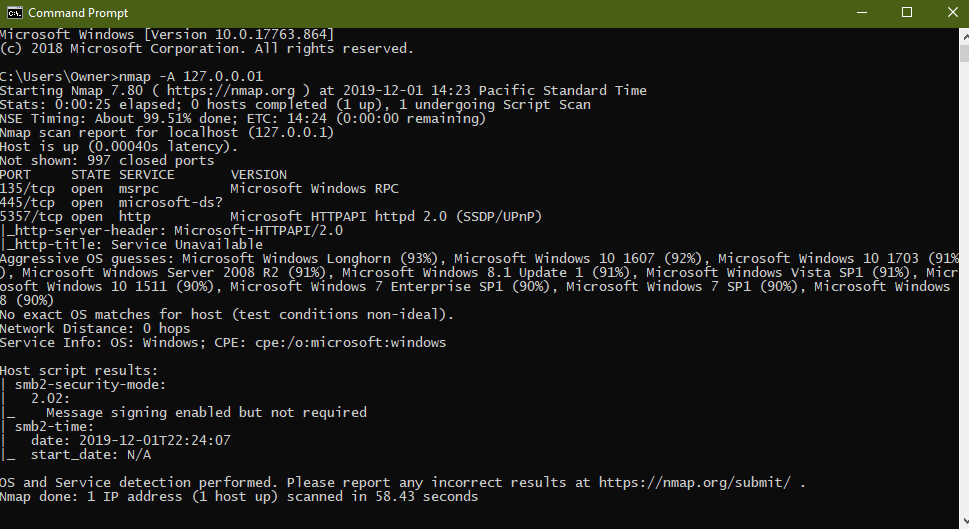 Command Prompt
Microsoft Windows [Version 10.0.17763.864]
(c) 2018 Microsoft Corporation. All rights reserved.
C:\Users\Owner>nmap -A 127.0.0.01
Starting Nmap 7.80 ( https://nmap.org ) at 2019-12-01 14:23 Pacific Standard Time
Stats: 0:00:25 elapsed; 0 hosts completed (1 up), 1 undergoing Script Scan
NSE Timing: About 99.51% done; ETC: 14:24 (0:00:00 remaining)
Nmap scan report for localhost (127.0.0.1)
Host is up (0.00040s latency).
Not shown: 997 closed ports
PORT     STATE SERVICE       VERSION
135/tcp  open  msrpc         Microsoft Windows RPC
445/tcp  open  microsoft-ds?
5357/tcp open  http          Microsoft HTTPAPI httpd 2.0 (SSDP/UPnP)
|_http-server-header: Microsoft-HTTPAPI/2.0
|_http-title: Service Unavailable
Aggressive OS guesses: Microsoft Windows Longhorn (93%), Microsoft Windows 10 1607 (92%), Microsoft Windows 10 1703 (91%
), Microsoft Windows Server 2008 R2 (91%), Microsoft Windows 8.1 Update 1 (91%), Microsoft Windows Vista SP1 (91%), Micr
osoft Windows 10 1511 (90%), Microsoft Windows 7 Enterprise SP1 (90%), Microsoft Windows 7 SP1 (90%), Microsoft Windows
8 (90%)
No exact OS matches for host (test conditions non-ideal).
Network Distance: 0 hops
Service Info: OS: Windows; CPE: cpe:/o:microsoft:windows
Host script results:
| smb2-security-mode:
|   2.02:
|_    Message signing enabled but not required
| smb2-time:
|   date: 2019-12-01T22:24:07
|_  start_date: N/A
OS and Service detection performed. Please report any incorrect results at https://nmap.org/submit/ .
Nmap done: 1 IP address (1 host up) scanned in 58.43 seconds